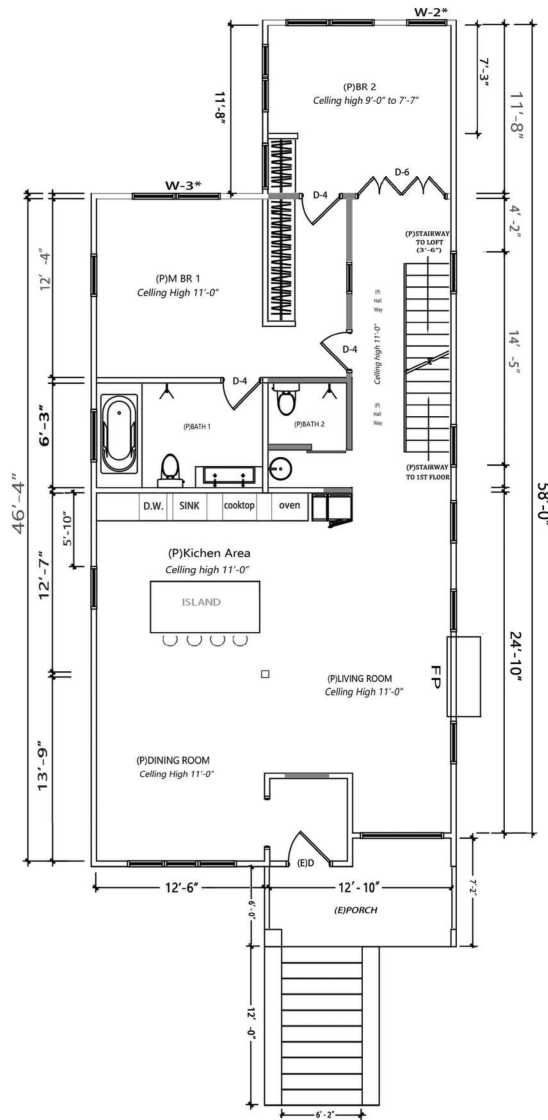 W-2*
7'-3"
11'-8"
11'-8"
(P)BR 2
Celling high 9'-0" to 7'-7"
D-6
W-3*
D-4
4' -2"
(P)STAIRWAY
TO LOFT
(3'-6")
12' -4"
(P)M BR 1
Celling High 11'-0"
(P)
Hall
Way
Celling high 11'-0"
D-4
14' -5"
D-4
(P)
Hall
Way
6'-3"
(P)BATH 1
(P)BATH 2
(P)STAIRWAY
TO 1ST FLOOR
46'-4"
58'-0"
D.W.
SINK
cooktop
oven
5'-10"
12'-7"
(P)Kichen Area
Celling high 11'-0"
ISLAND
24'-10"
FP
(P)LIVING ROOM
Celling High 11'-0"
13'-9"
(P)DINING ROOM
Celling High 11'-0"
(E)D
12'-6"
12'-10"
7'-2"
6'-0"
(E)PORCH
12' -0"
6'-2"